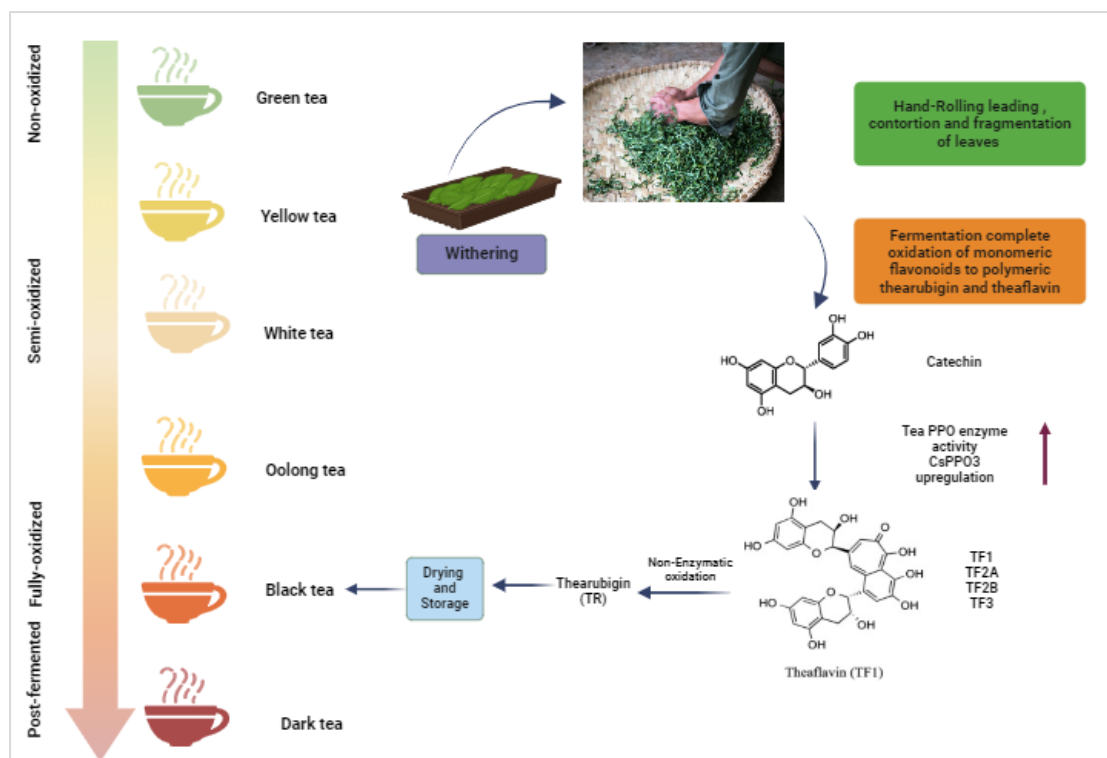 Non-oxidized
Semi-oxidized
Fully-oxidized
Post-fermented
Green tea
Yellow tea
White tea
Oolong tea
Black tea
Dark tea
Withering
Hand-Rolling leading ,
contortion and fragmentation
of leaves
Fermentation complete
oxidation of monomeric
flavonoids to polymeric
thearubigin and theaflavin
OH
OH
HO
O
OH
OH
Catechin
Tea PPO enzyme
activity
CsPPO3
upregulation
OH
OH
O
HO
O
OH
OH
HO
O
OH
OH
OH
TF1
TF2A
TF2B
TF3
Theaflavin (TF1)
Non-Enzymatic
oxidation
Thearubigin
(TR)
Drying
and
Storage